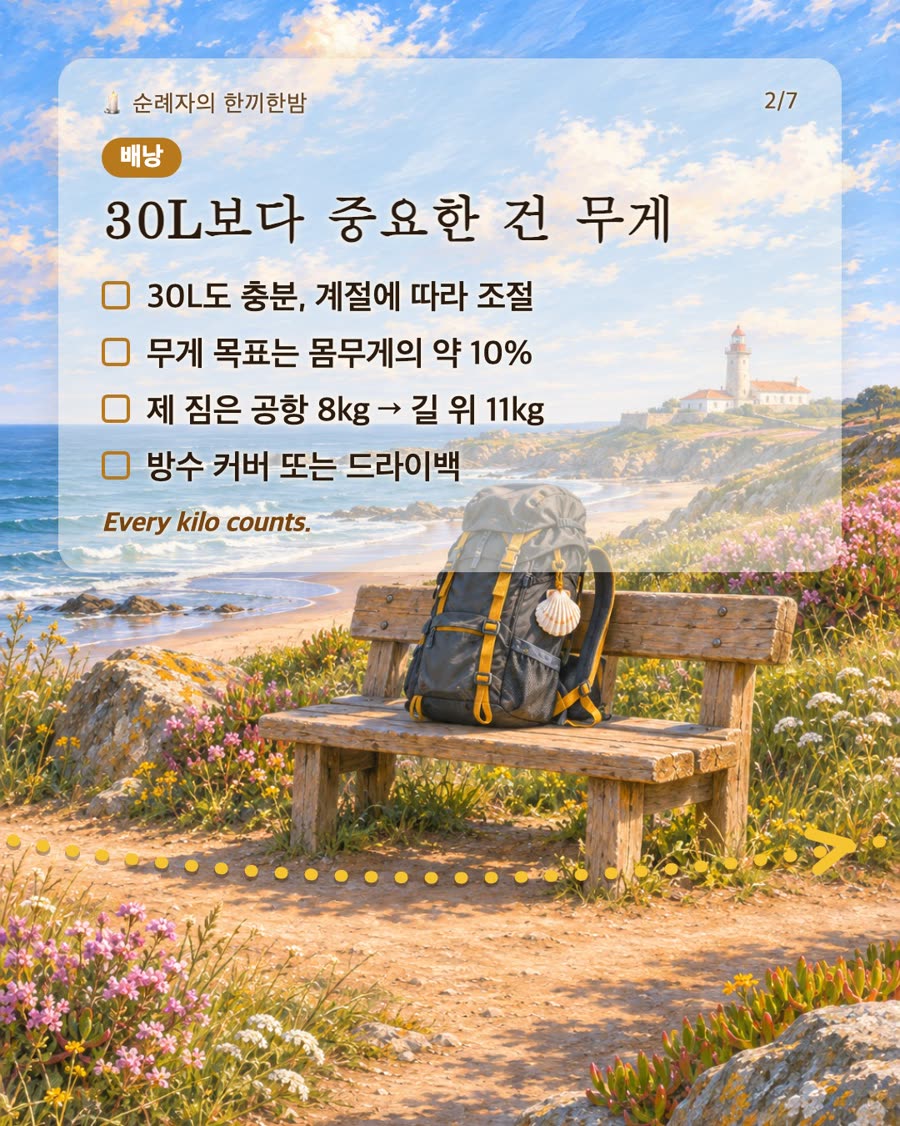 순례자의 한끼한밤
2/7
배낭
30L보다 중요한 건 무게
30L도 충분, 계절에 따라 조절
무게 목표는 몸무게의 약 10%
제 짐은 공항 8kg → 길 위 11kg
방수 커버 또는 드라이백
Every kilo counts.